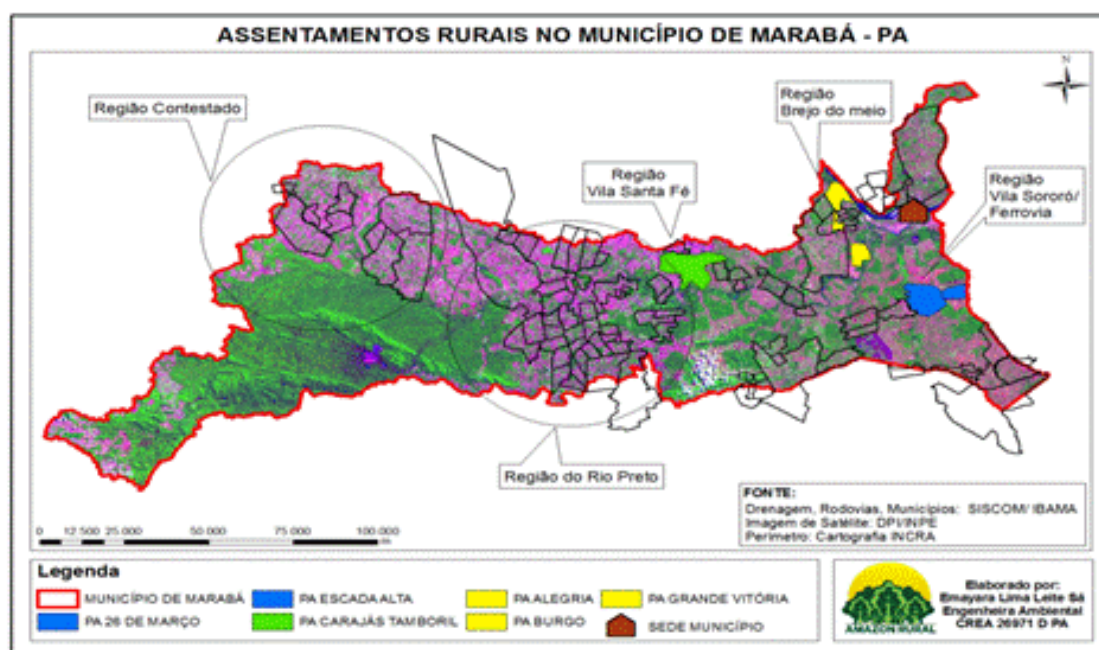 ASSENTAMENTOS RURAIS NO MUNICÍPIO DE MARABÁ - PA
N
Região Contestado
Região
Brejo do meio
Região
Vila Santa Fé
Região
Vila Sororó/
Ferrovia
Região do Rio Preto
FONTE:
Drenagem, Rodovias, Municípios: SISCOM/ IBAMA
Imagem de Satélite: DPI/INPE
Perímetro: Cartografia INCRA
0 12 500 25 000 50 000 75 000 100 000
m
Legenda
MUNICÍPIO DE MARABÁ
PA ESCADA ALTA
PA ALEGRIA
PA GRANDE VITÓRIA
PA 26 DE MARÇO
PA CARAJÁS TAMBORIL
PA BURGO
SEDE MUNICÍPIO
AMAZON RURAL
Elaborado por:
Emayara Lima Leite Sá
Engenheira Ambiental
CREA 26971 D PA